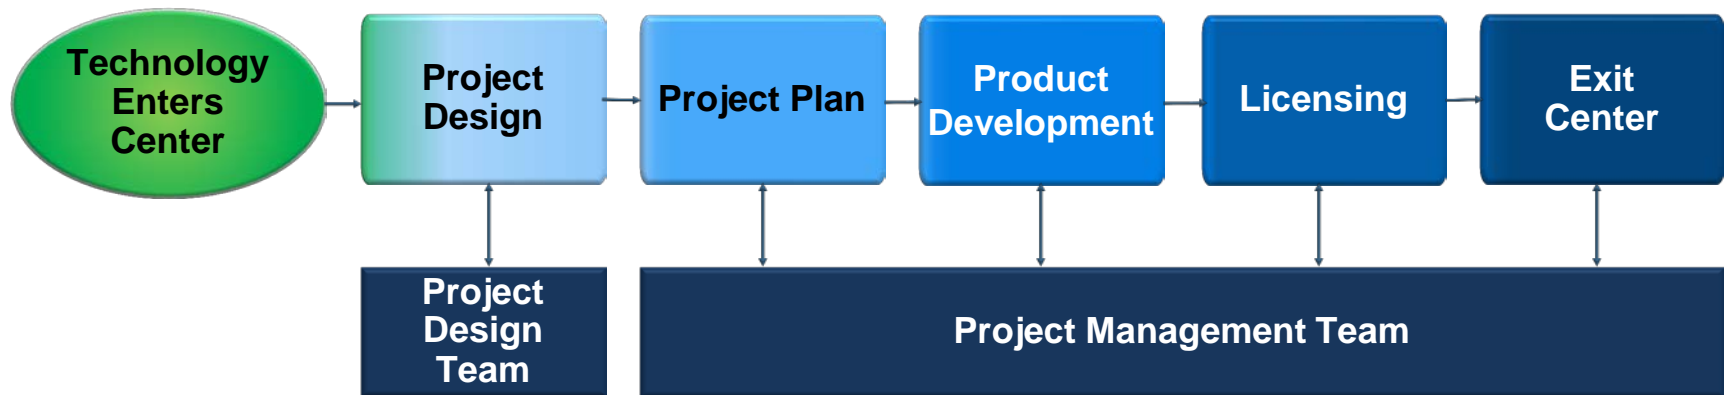 Technology
Enters
Center
Project
Design
Project Plan
Product
Development
Licensing
Exit
Center
Project
Design
Team
Project Management Team